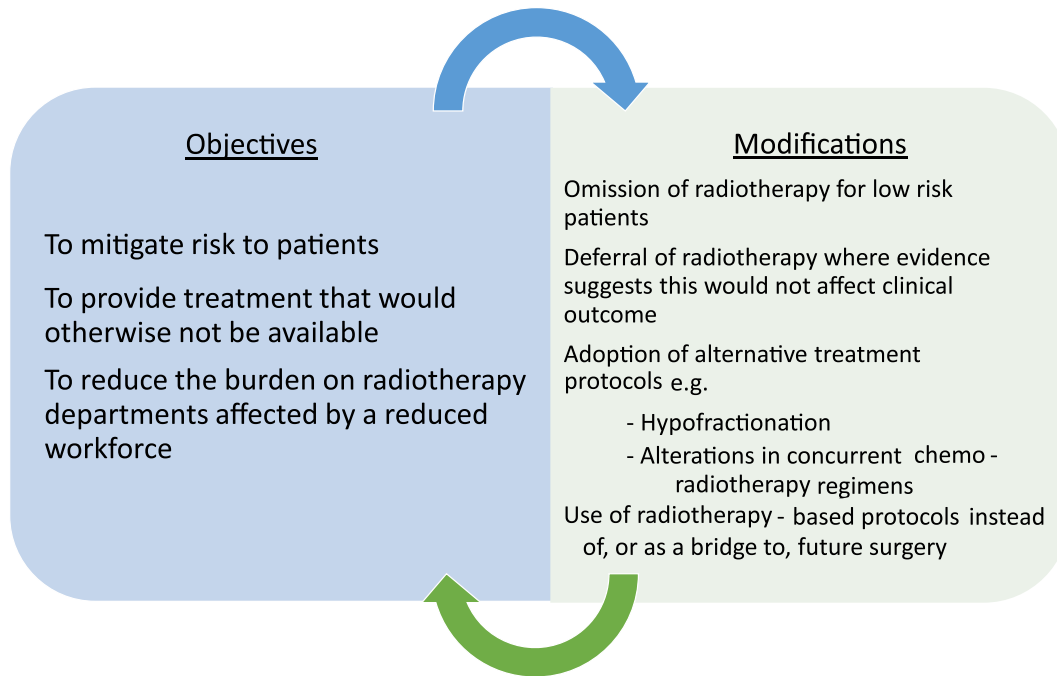 Objectives
To mitigate risk to patients
To provide treatment that would
otherwise not be available
To reduce the burden on radiotherapy
departments affected by a reduced
workforce
Modifications
Omission of radiotherapy for low risk
patients
Deferral of radiotherapy where evidence
suggests this would not affect clinical
outcome
Adoption of alternative treatment
protocols e.g.
- Hypofractionation
- Alterations in concurrent chemo -
radiotherapy regimens
Use of radiotherapy - based protocols instead
of, or as a bridge to, future surgery